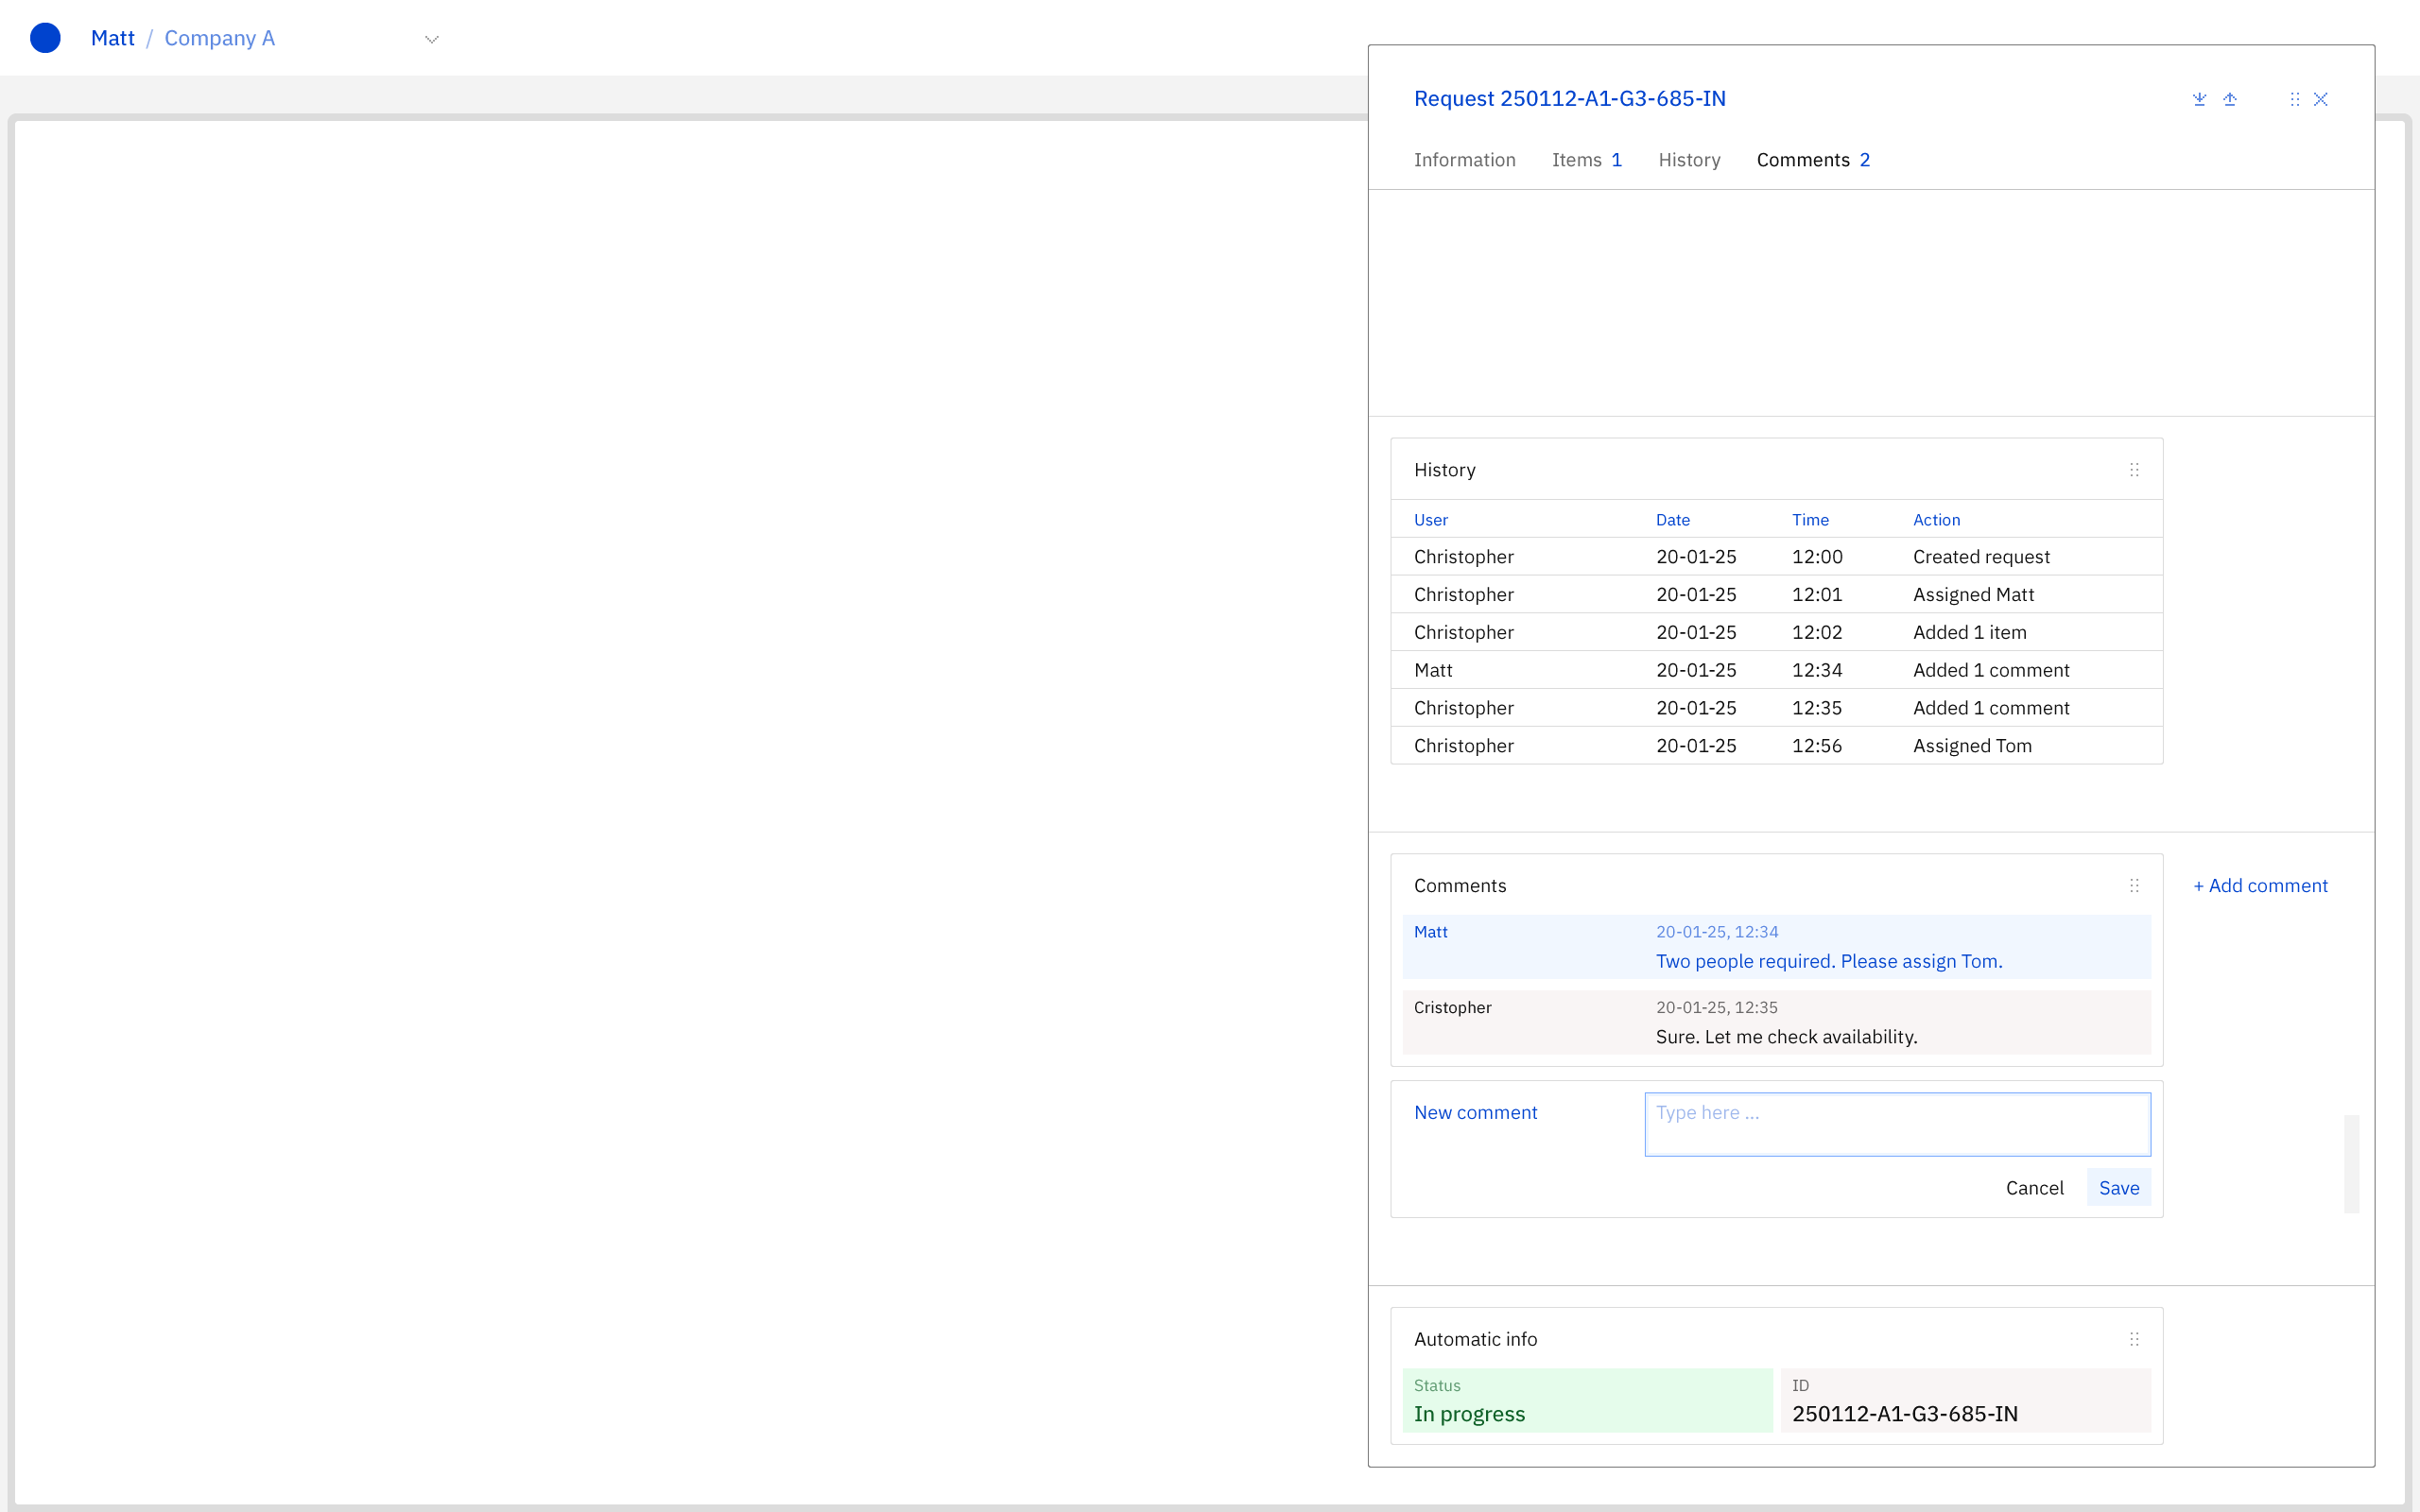 Matt / Company A
Request 250112-A1-G3-685-IN
Information Items 1 History Comments 2
History
User Date Time Action
Christopher 20-01-25 12:00 Created request
Christopher 20-01-25 12:01 Assigned Matt
Christopher 20-01-25 12:02 Added 1 item
Matt 20-01-25 12:34 Added 1 comment
Christopher 20-01-25 12:35 Added 1 comment
Christopher 20-01-25 12:56 Assigned Tom
Comments
+ Add comment
Matt 20-01-25, 12:34
Two people required. Please assign Tom.
Cristopher 20-01-25, 12:35
Sure. Let me check availability.
New comment Type here ...
Cancel Save
Automatic info
Status ID
In progress 250112-A1-G3-685-IN